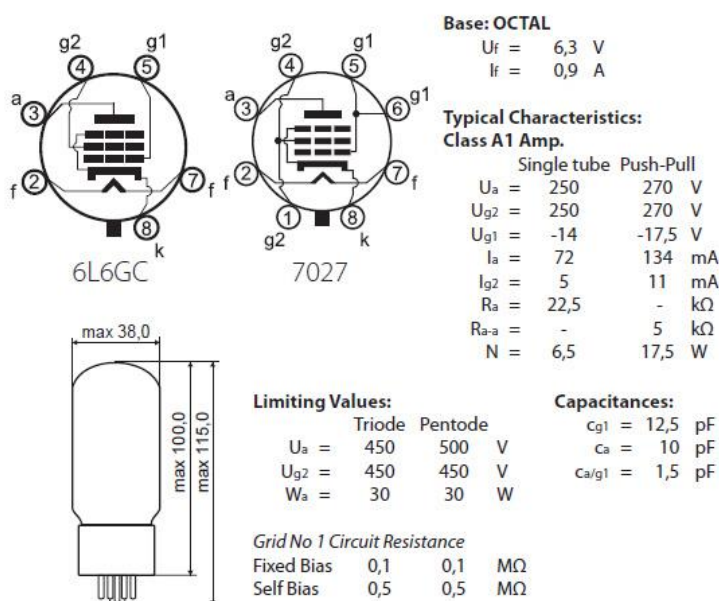 g2 g1
4 5
a 3
f 2 7 f
8
k
6L6GC
g2 g1
4 5
a 3 6 g1
f 2 7 f
1 8
g2 k
7027
Base: OCTAL
Uf = 6,3 V
If = 0,9 A
Typical Characteristics:
Class A1 Amp.
Single tube Push-Pull
Ua = 250 270 V
Ug2 = 250 270 V
Ug1 = -14 -17,5 V
Ia = 72 134 mA
Ig2 = 5 11 mA
Ra = 22,5 - kΩ
Ra-a = - 5 kΩ
N = 6,5 17,5 W
max 38,0
max 100,0
max 115,0
Limiting Values:
Triode Pentode
Ua = 450 500 V
Ug2 = 450 450 V
Wa = 30 30 W
Grid No 1 Circuit Resistance
Fixed Bias 0,1 0,1 MΩ
Self Bias 0,5 0,5 MΩ
Capacitances:
cg1 = 12,5 pF
ca = 10 pF
ca/g1 = 1,5 pF